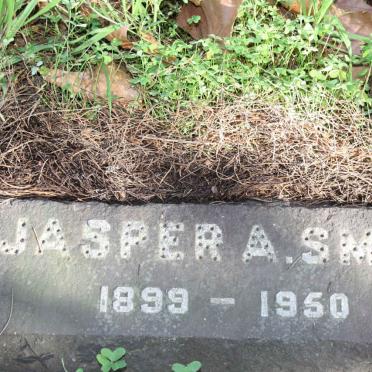 JASPER A. SM
1899 - 1950